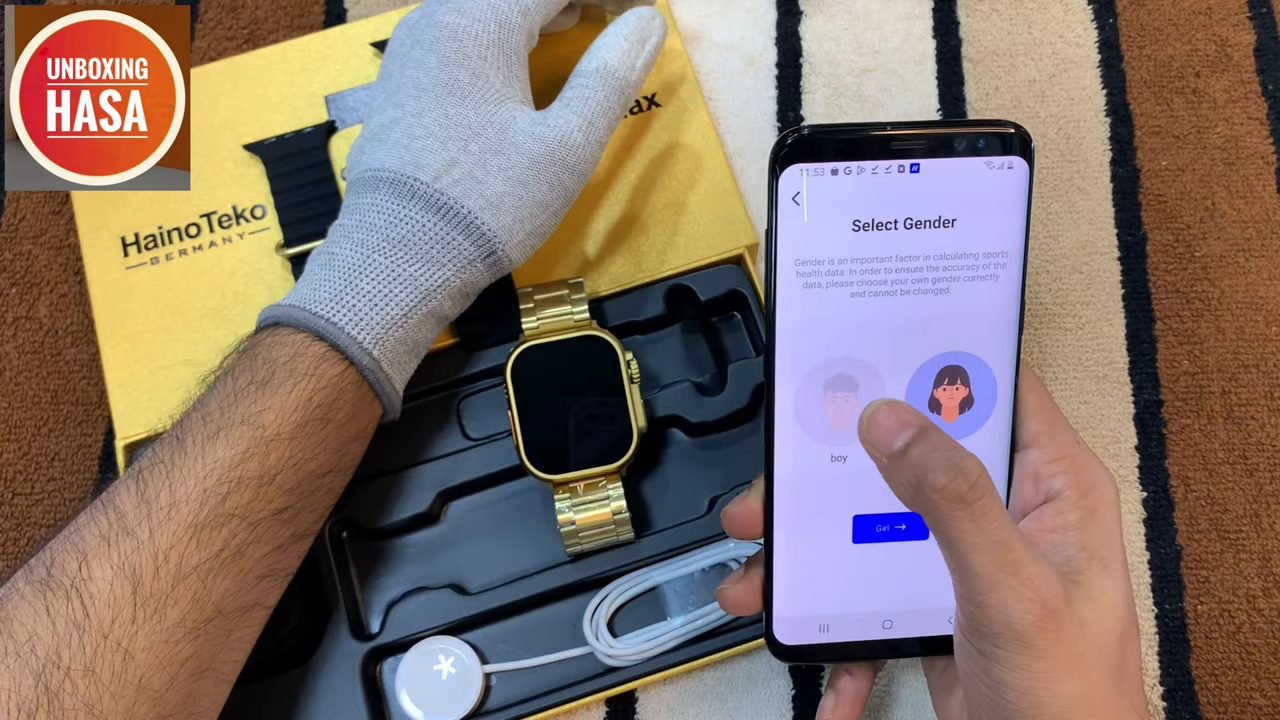 UNBOXING
HASA
HainoTeko
GERMANY
ax
11:53
Select Gender
Gender is an important factor in calculating sports
health data. In order to ensure the accuracy of the
data, please choose your own gender correctly
and cannot be changed.
boy
Girl →